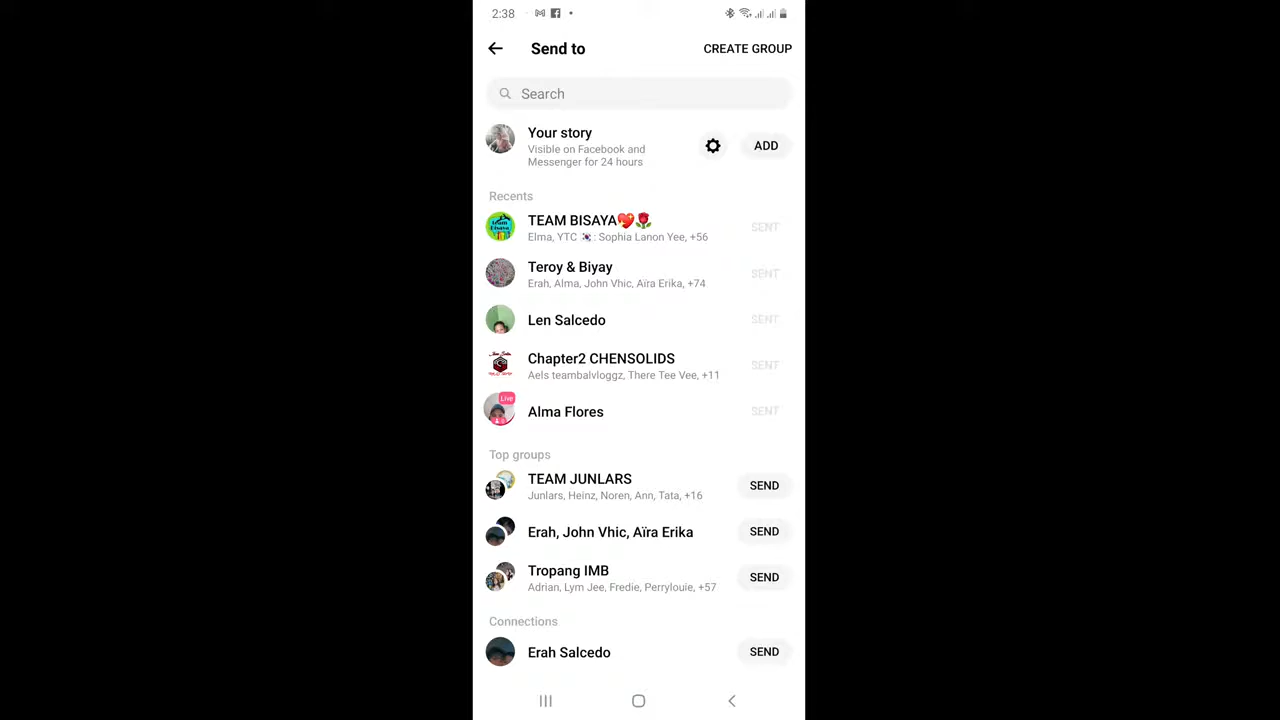 2:38
Send to
CREATE GROUP
Search
Your story
Visible on Facebook and
Messenger for 24 hours
ADD
Recents
TEAM BISAYA💖🌹
Elma, YTC 🇰🇷 : Sophia Lanon Yee, +56
SENT
Teroy & Biyay
Erah, Alma, John Vhic, Aïra Erika, +74
SENT
Len Salcedo
SENT
Chapter2 CHENSOLIDS
Aels teambalvloggz, There Tee Vee, +11
SENT
Live
Alma Flores
SENT
Top groups
TEAM JUNLARS
Junlars, Heinz, Noren, Ann, Tata, +16
SEND
Erah, John Vhic, Aïra Erika
SEND
Tropang IMB
Adrian, Lym Jee, Fredie, Perrylouie, +57
SEND
Connections
Erah Salcedo
SEND